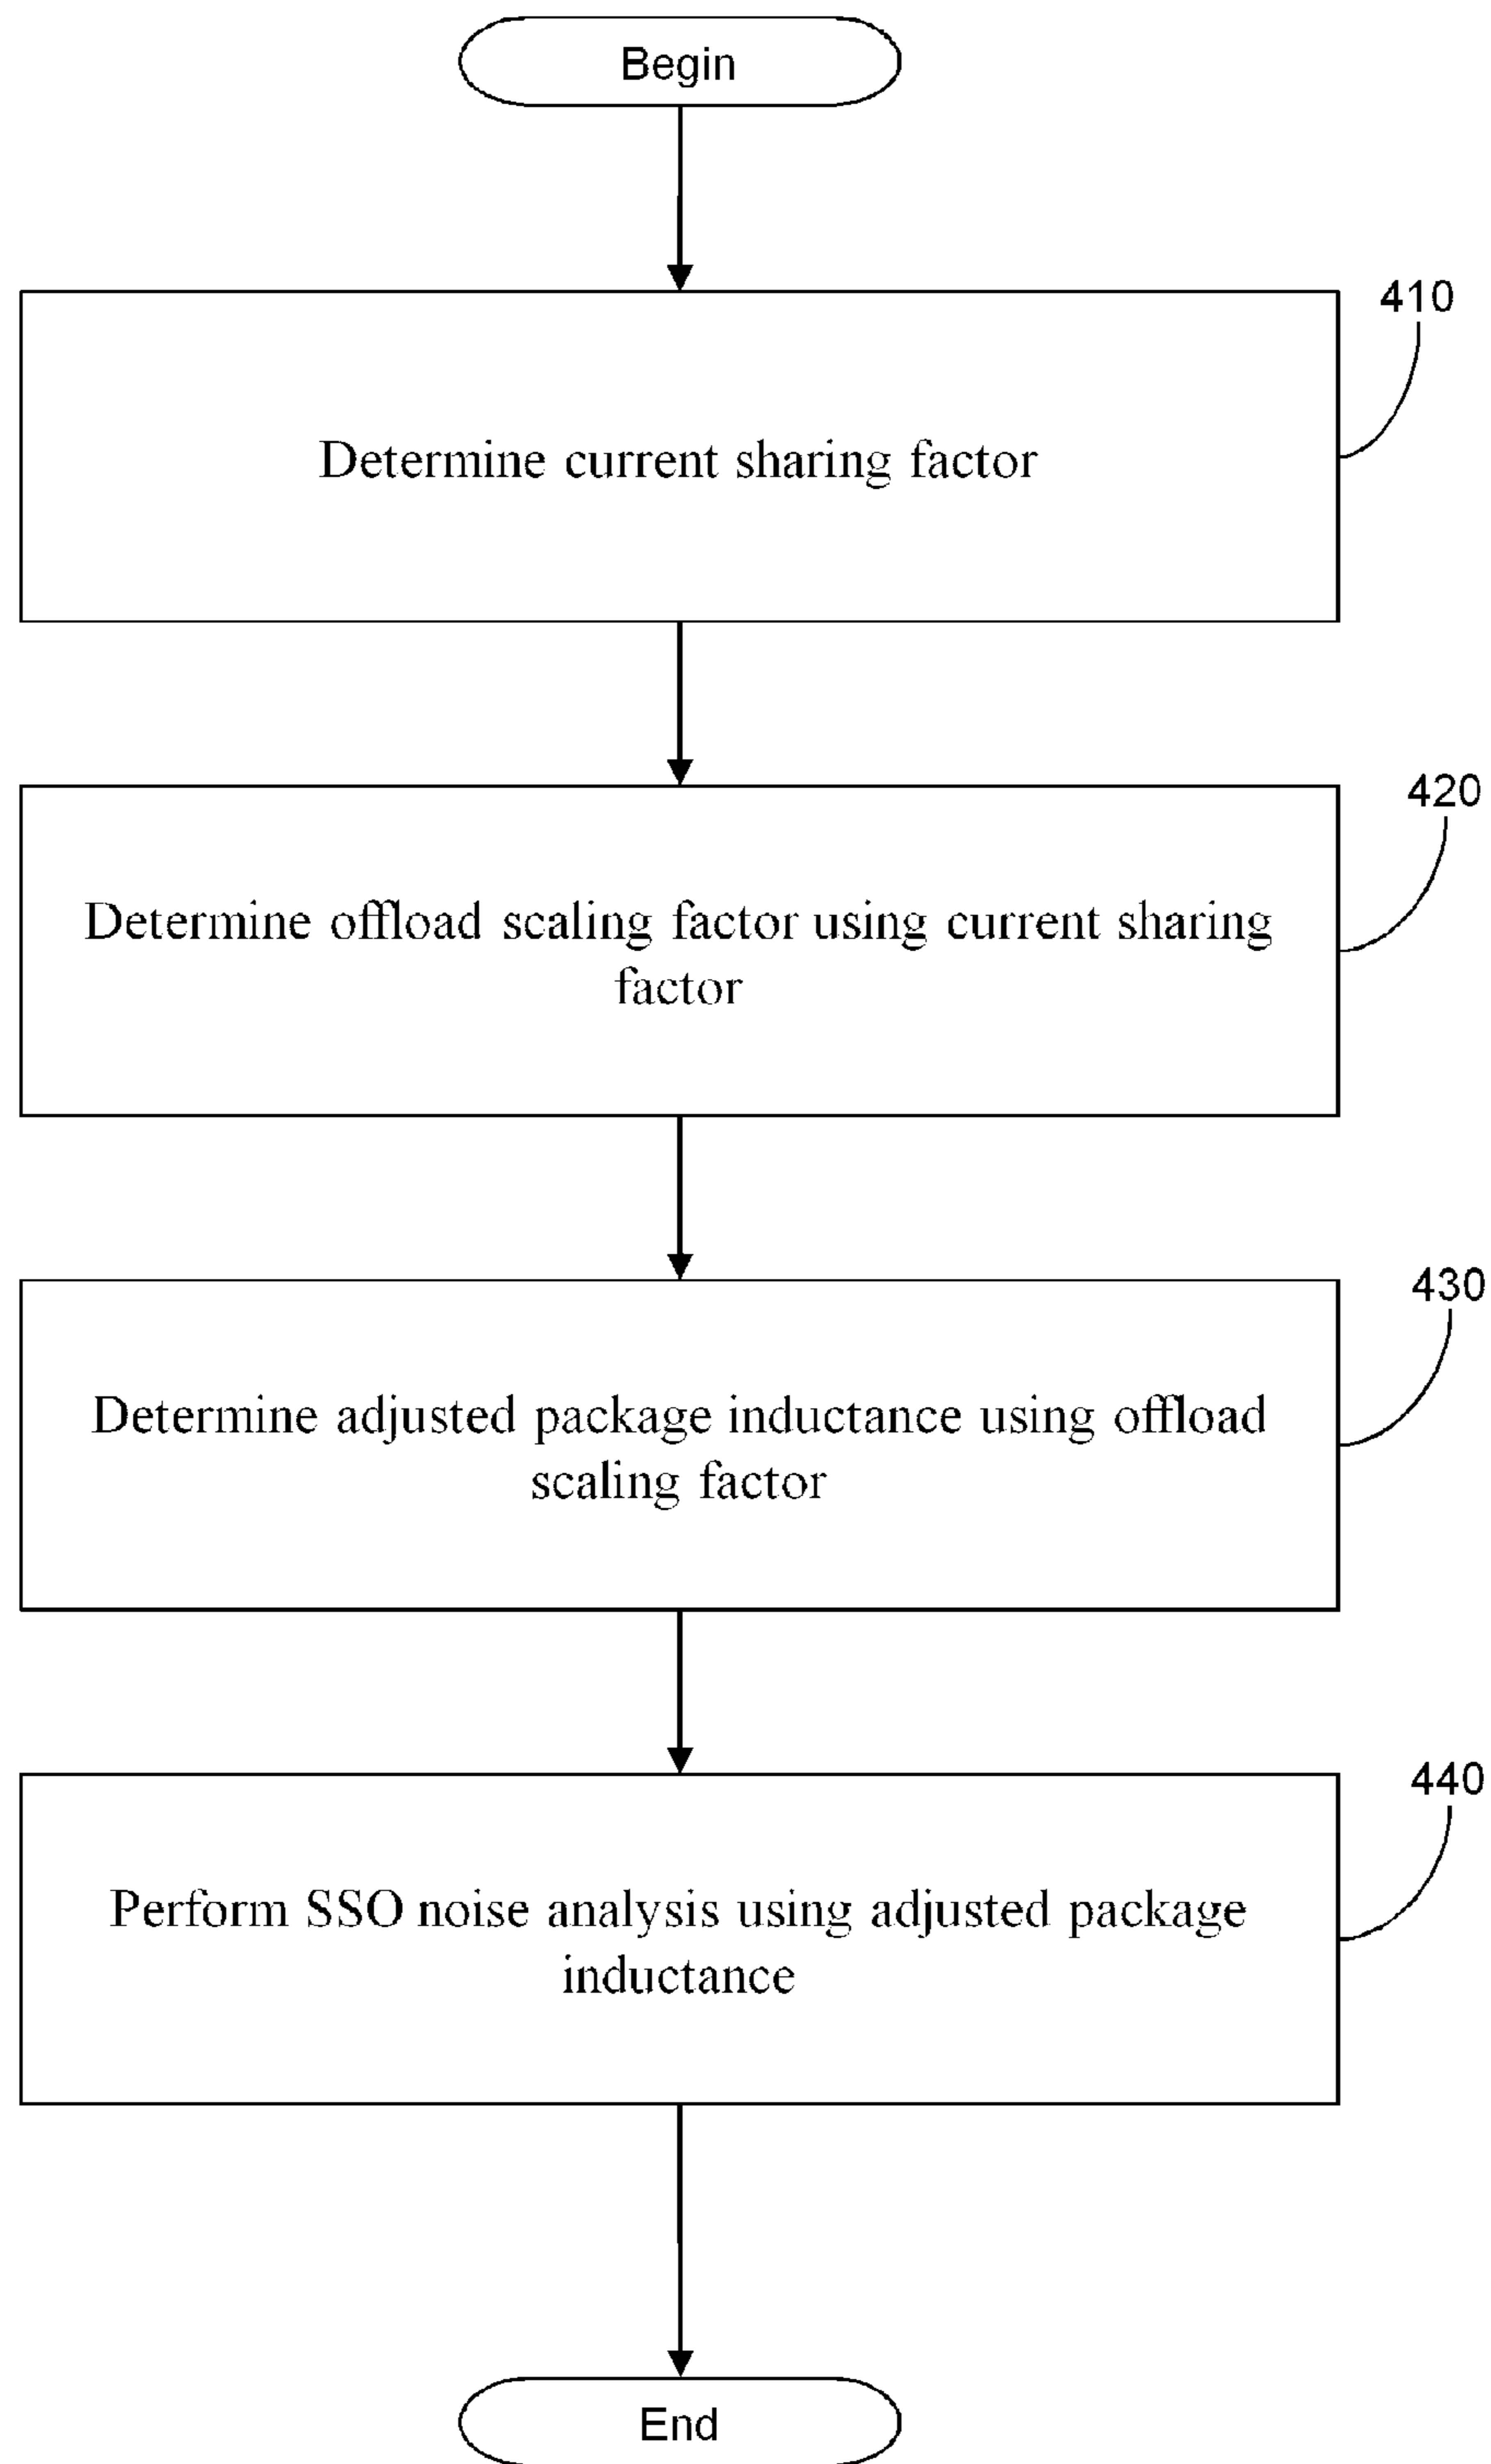 Begin
410
Determine current sharing factor
420
Determine offload scaling factor using current sharing
factor
430
Determine adjusted package inductance using offload
scaling factor
440
Perform SSO noise analysis using adjusted package
inductance
End